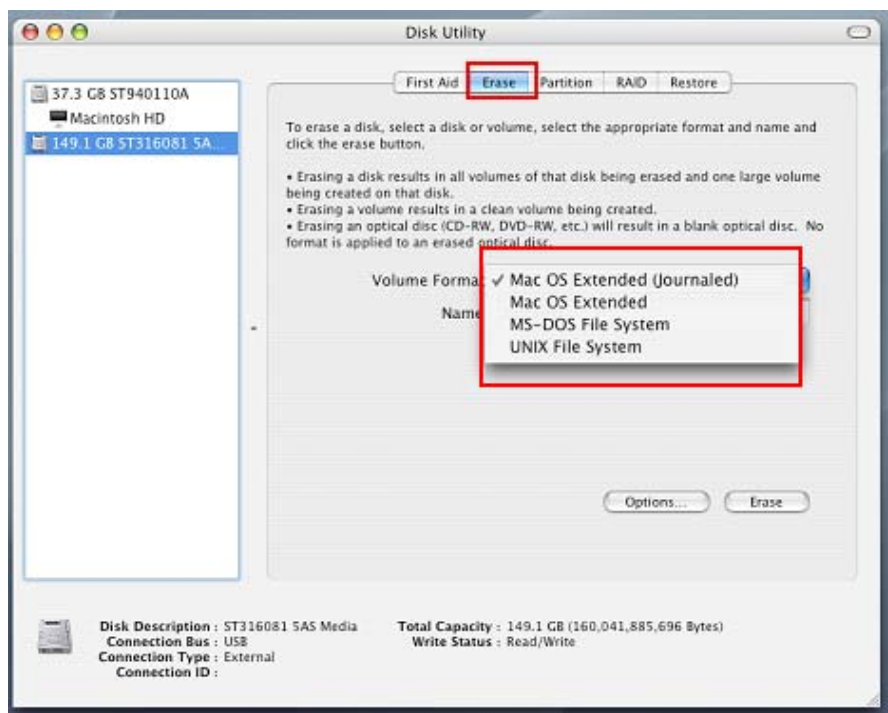 Disk Utility
37.3 GB ST940110A
Macintosh HD
149.1 GB ST316081 5A...
First Aid Erase Partition RAID Restore
To erase a disk, select a disk or volume, select the appropriate format and name and
click the erase button.
• Erasing a disk results in all volumes of that disk being erased and one large volume
being created on that disk.
• Erasing a volume results in a clean volume being created.
• Erasing an optical disc (CD-RW, DVD-RW, etc.) will result in a blank optical disc. No
format is applied to an erased optical disc.
Volume Forma
✓ Mac OS Extended (Journaled)
Mac OS Extended
MS-DOS File System
UNIX File System
Name
Options... Erase
Disk Description : ST316081 5AS Media
Connection Bus : USB
Connection Type : External
Connection ID :
Total Capacity : 149.1 GB (160,041,885,696 Bytes)
Write Status : Read/Write